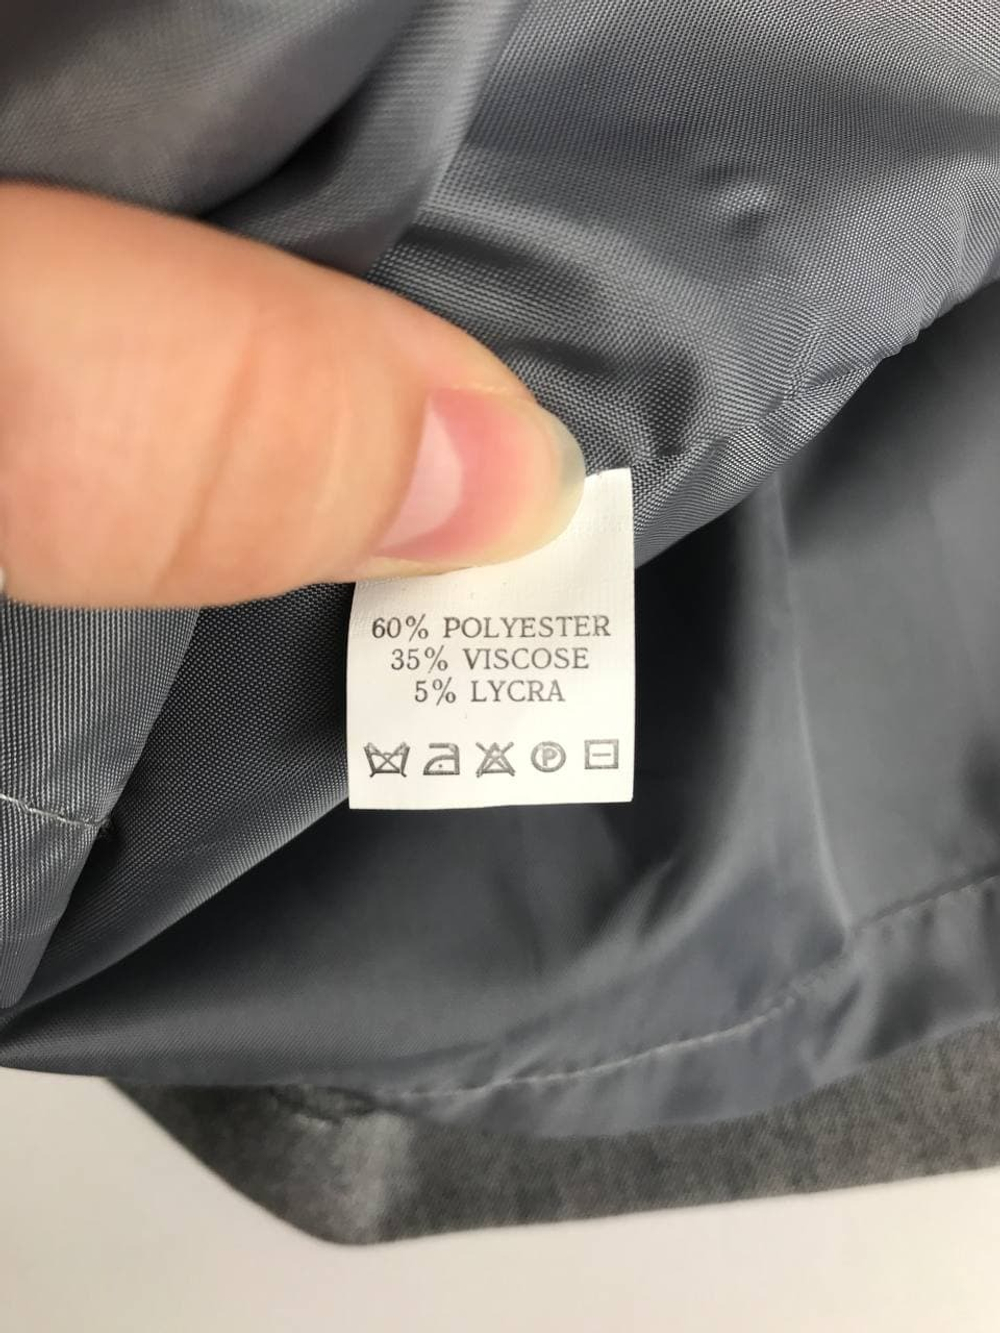 60% POLYESTER
35% VISCOSE
5% LYCRA
P